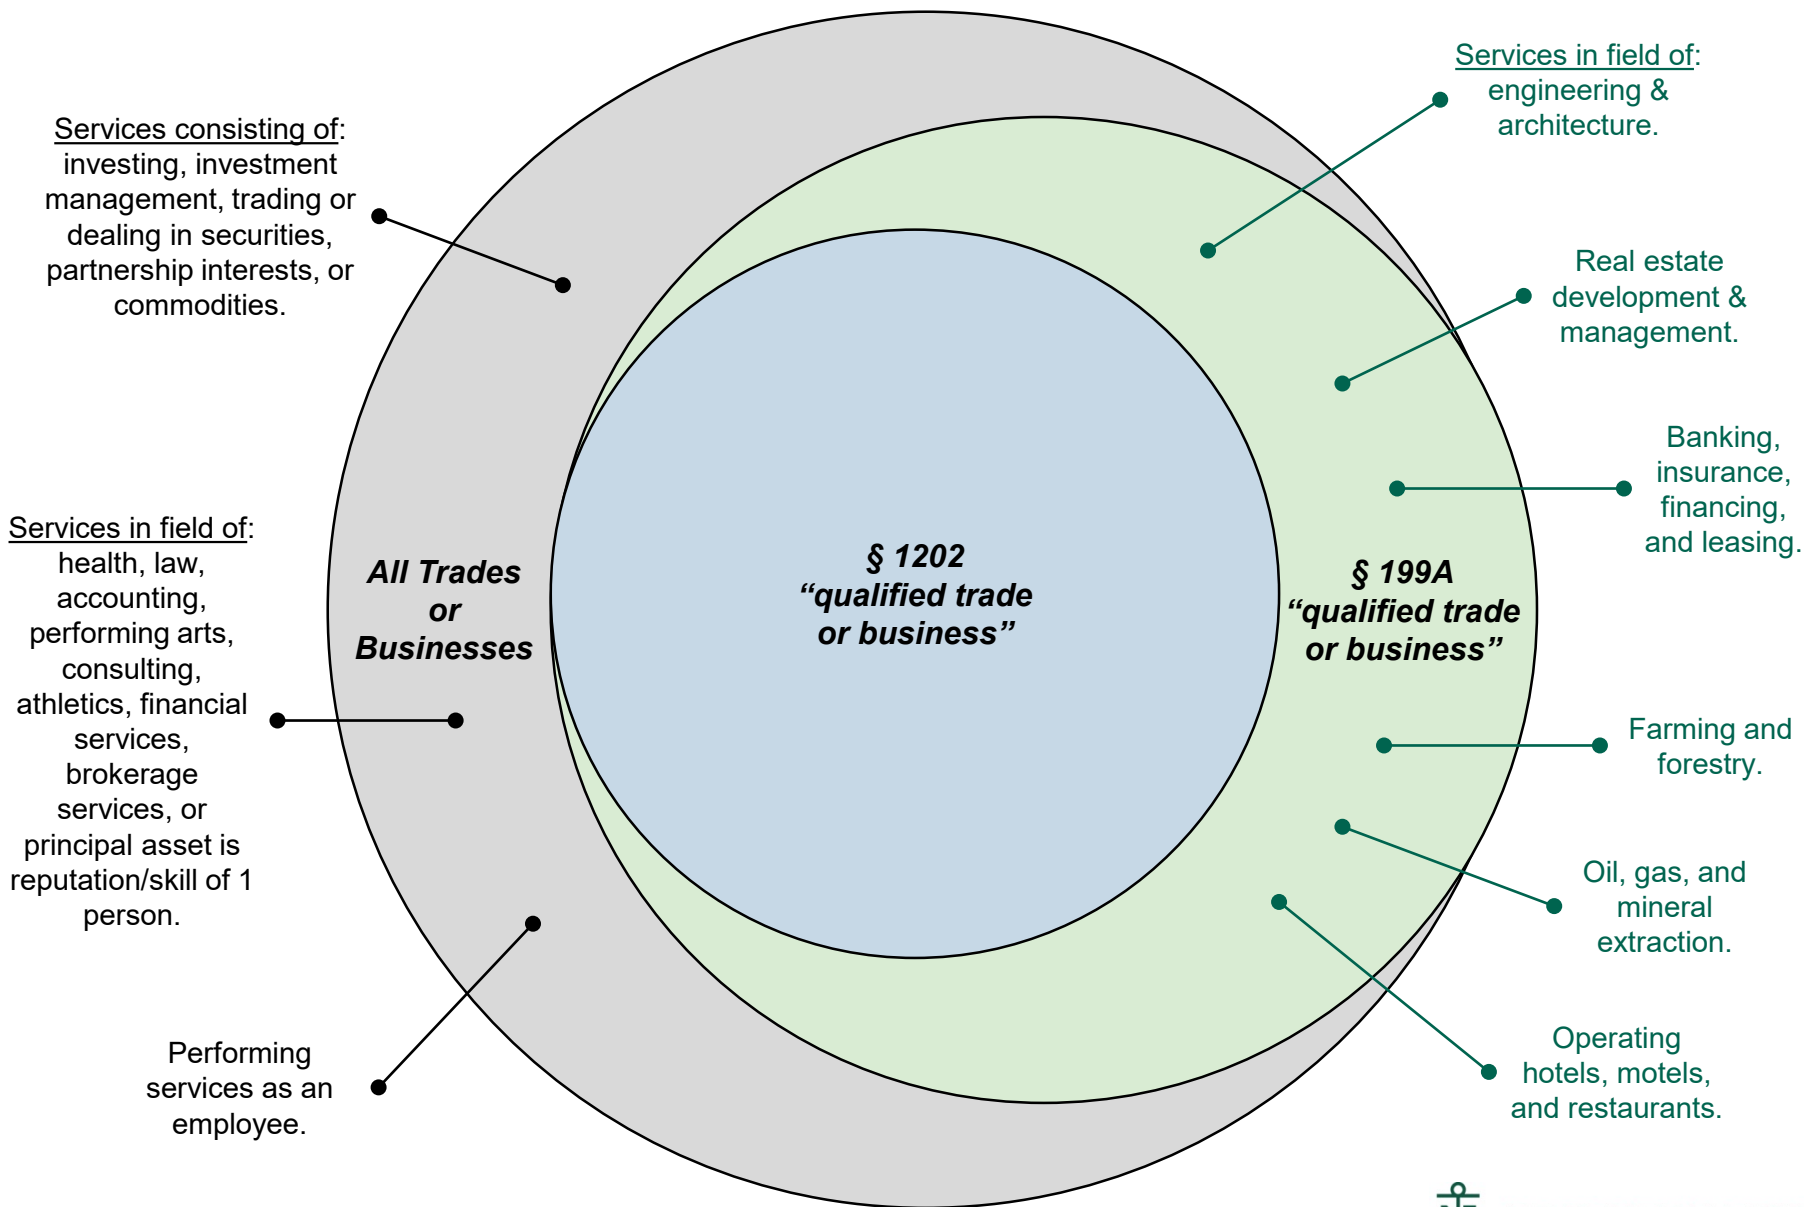 Services consisting of:
investing, investment
management, trading or
dealing in securities,
partnership interests, or
commodities.
Services in field of:
health, law,
accounting,
performing arts,
consulting,
athletics, financial
services,
brokerage
services, or
principal asset is
reputation/skill of 1
person.
Performing
services as an
employee.
All Trades
or
Businesses
§ 1202
“qualified trade
or business”
§ 199A
“qualified trade
or business”
Services in field of:
engineering &
architecture.
Real estate
development &
management.
Banking,
insurance,
financing,
and leasing.
Farming and
forestry.
Oil, gas, and
mineral
extraction.
Operating
hotels, motels,
and restaurants.